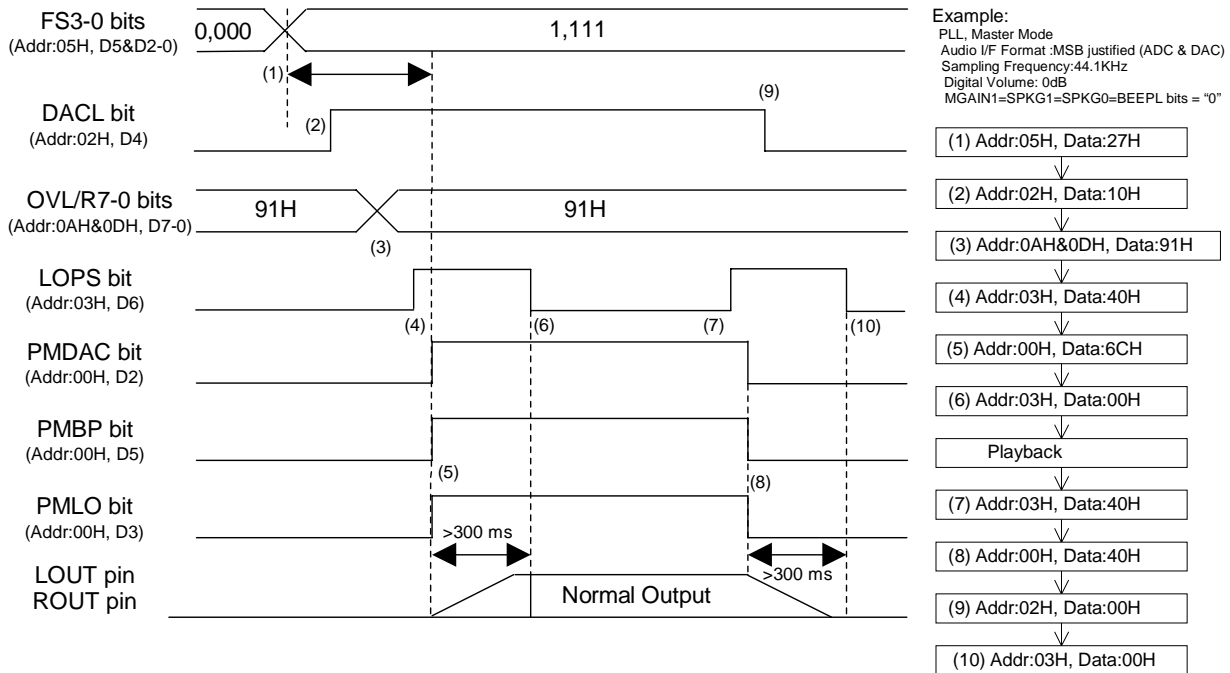 FS3-0 bits
(Addr:05H, D5&D2-0)
0,000
1,111
(1)
DACL bit
(Addr:02H, D4)
(2)
(9)
OVL/R7-0 bits
(Addr:0AH&0DH, D7-0)
91H
91H
(3)
LOPS bit
(Addr:03H, D6)
(4)
(6)
(7)
(10)
PMDAC bit
(Addr:00H, D2)
PMBP bit
(Addr:00H, D5)
(5)
(8)
PMLO bit
(Addr:00H, D3)
>300 ms
>300 ms
LOUT pin
ROUT pin
Normal Output
Example:
PLL, Master Mode
Audio I/F Format :MSB justified (ADC & DAC)
Sampling Frequency:44.1KHz
Digital Volume: 0dB
MGAIN1=SPKG1=SPKG0=BEEPL bits = “0”
(1) Addr:05H, Data:27H
(2) Addr:02H, Data:10H
(3) Addr:0AH&0DH, Data:91H
(4) Addr:03H, Data:40H
(5) Addr:00H, Data:6CH
(6) Addr:03H, Data:00H
Playback
(7) Addr:03H, Data:40H
(8) Addr:00H, Data:40H
(9) Addr:02H, Data:00H
(10) Addr:03H, Data:00H